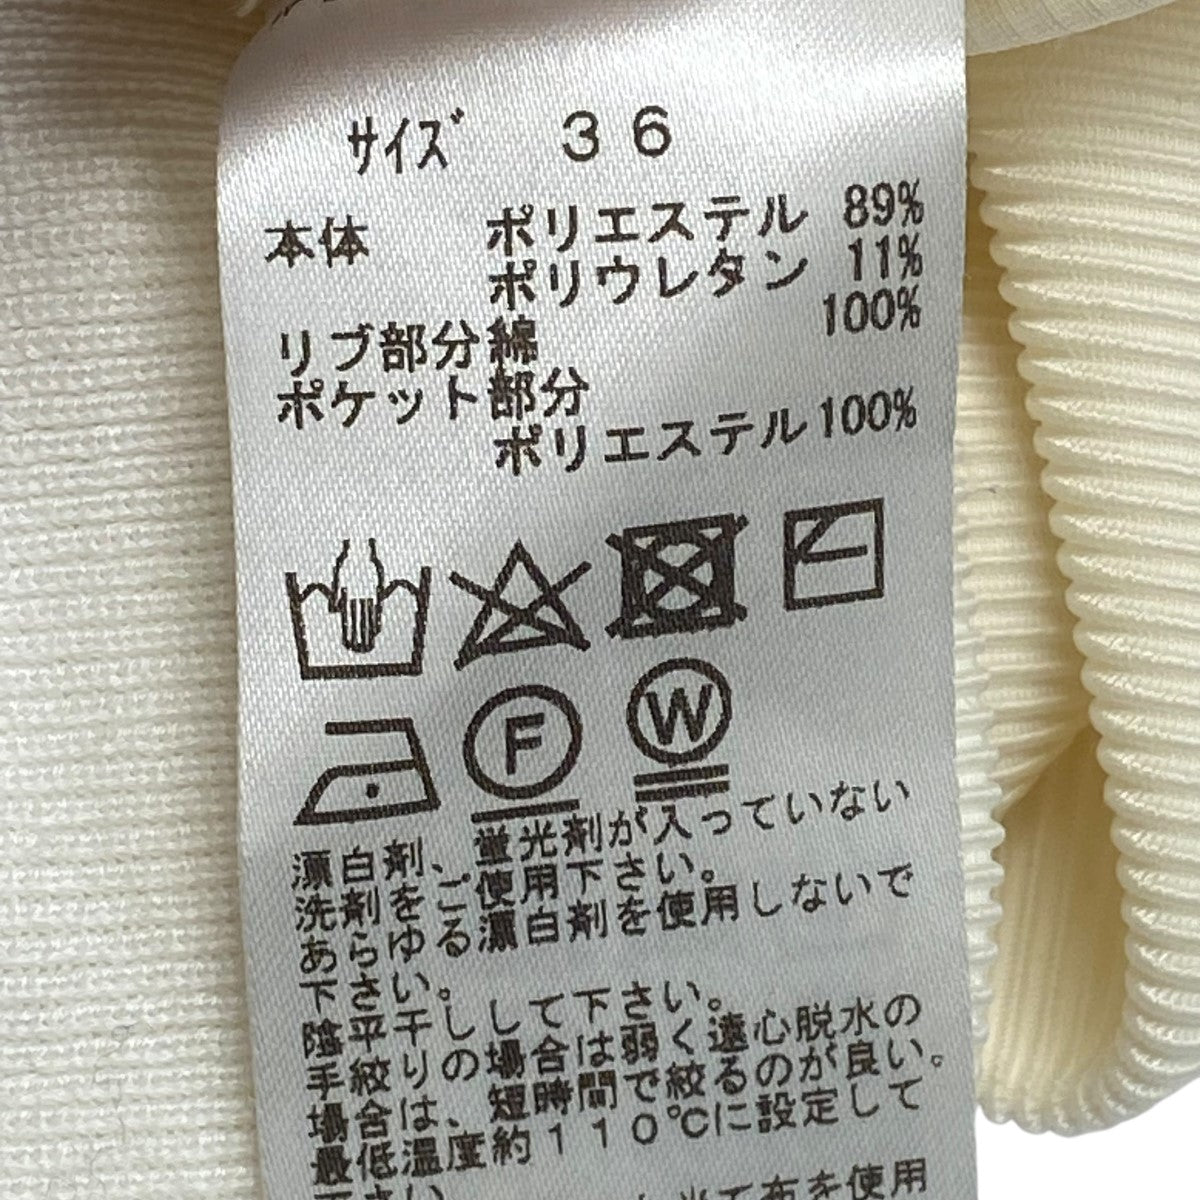 サイズ 36
本体 ポリエステル 89%
ポリウレタン 11%
リブ部分綿 100%
ポケット部分
ポリエステル 100%
F
W
漂白剤、蛍光剤が入っていない
洗剤をご使用下さい。
あらゆる漂白剤を使用しないで
下さい。
陰平干しして下さい。
手絞りの場合は弱く遠心脱水の
場合は、短時間で絞るのが良い。
最低温度約110℃に設定して
当て布を使用